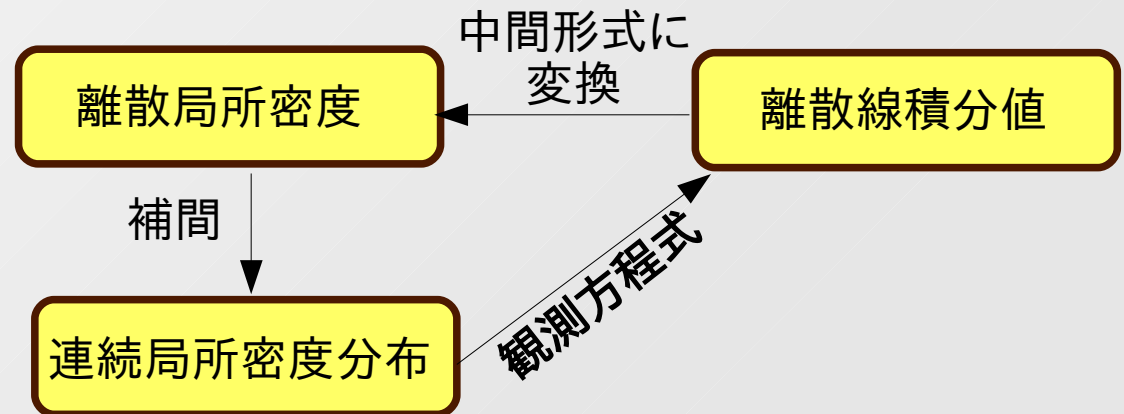 中間形式に
変換
離散局所密度
離散線積分値
補間
観測方程式
連続局所密度分布